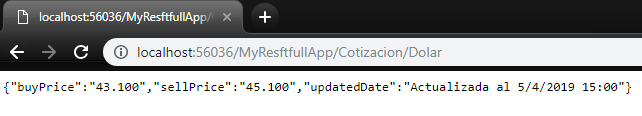 localhost:56036/MyResftfullApp/C
localhost:56036/MyResftfullApp/Cotizacion/Dolar
{"buyPrice":"43.100","sellPrice":"45.100","updatedDate":"Actualizada al 5/4/2019 15:00"}